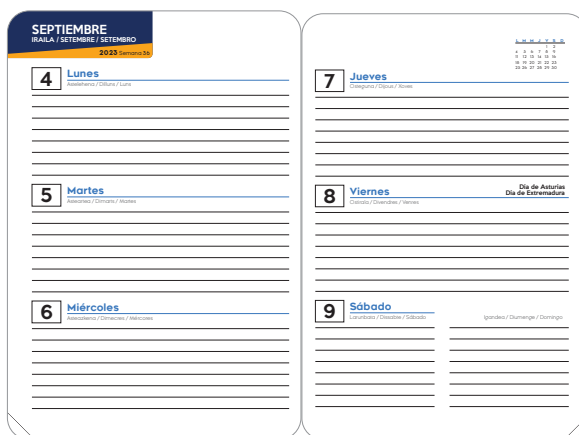 SEPTIEMBRE
IRAILA / SETEMBRE / SETEMBRO
2023 Semana 36
4 Lunes
Astelehena / Dilluns / Luns
5 Martes
Asteartea / Dimarts / Martes
6 Miércoles
Asteazkena / Dimecres / Mércores
L M M J V S D
1 2
4 5 6 7 8 9
11 12 13 14 15 16
18 19 20 21 22 23
25 26 27 28 29 30
7 Jueves
Osteguna / Dijous / Xoves
Día de Asturias
8 Viernes
Día de Extremadura
Ostirala / Divendres / Venres
9 Sábado
Larunbata / Dissabte / Sábado
Igandea / Diumenge / Domingo